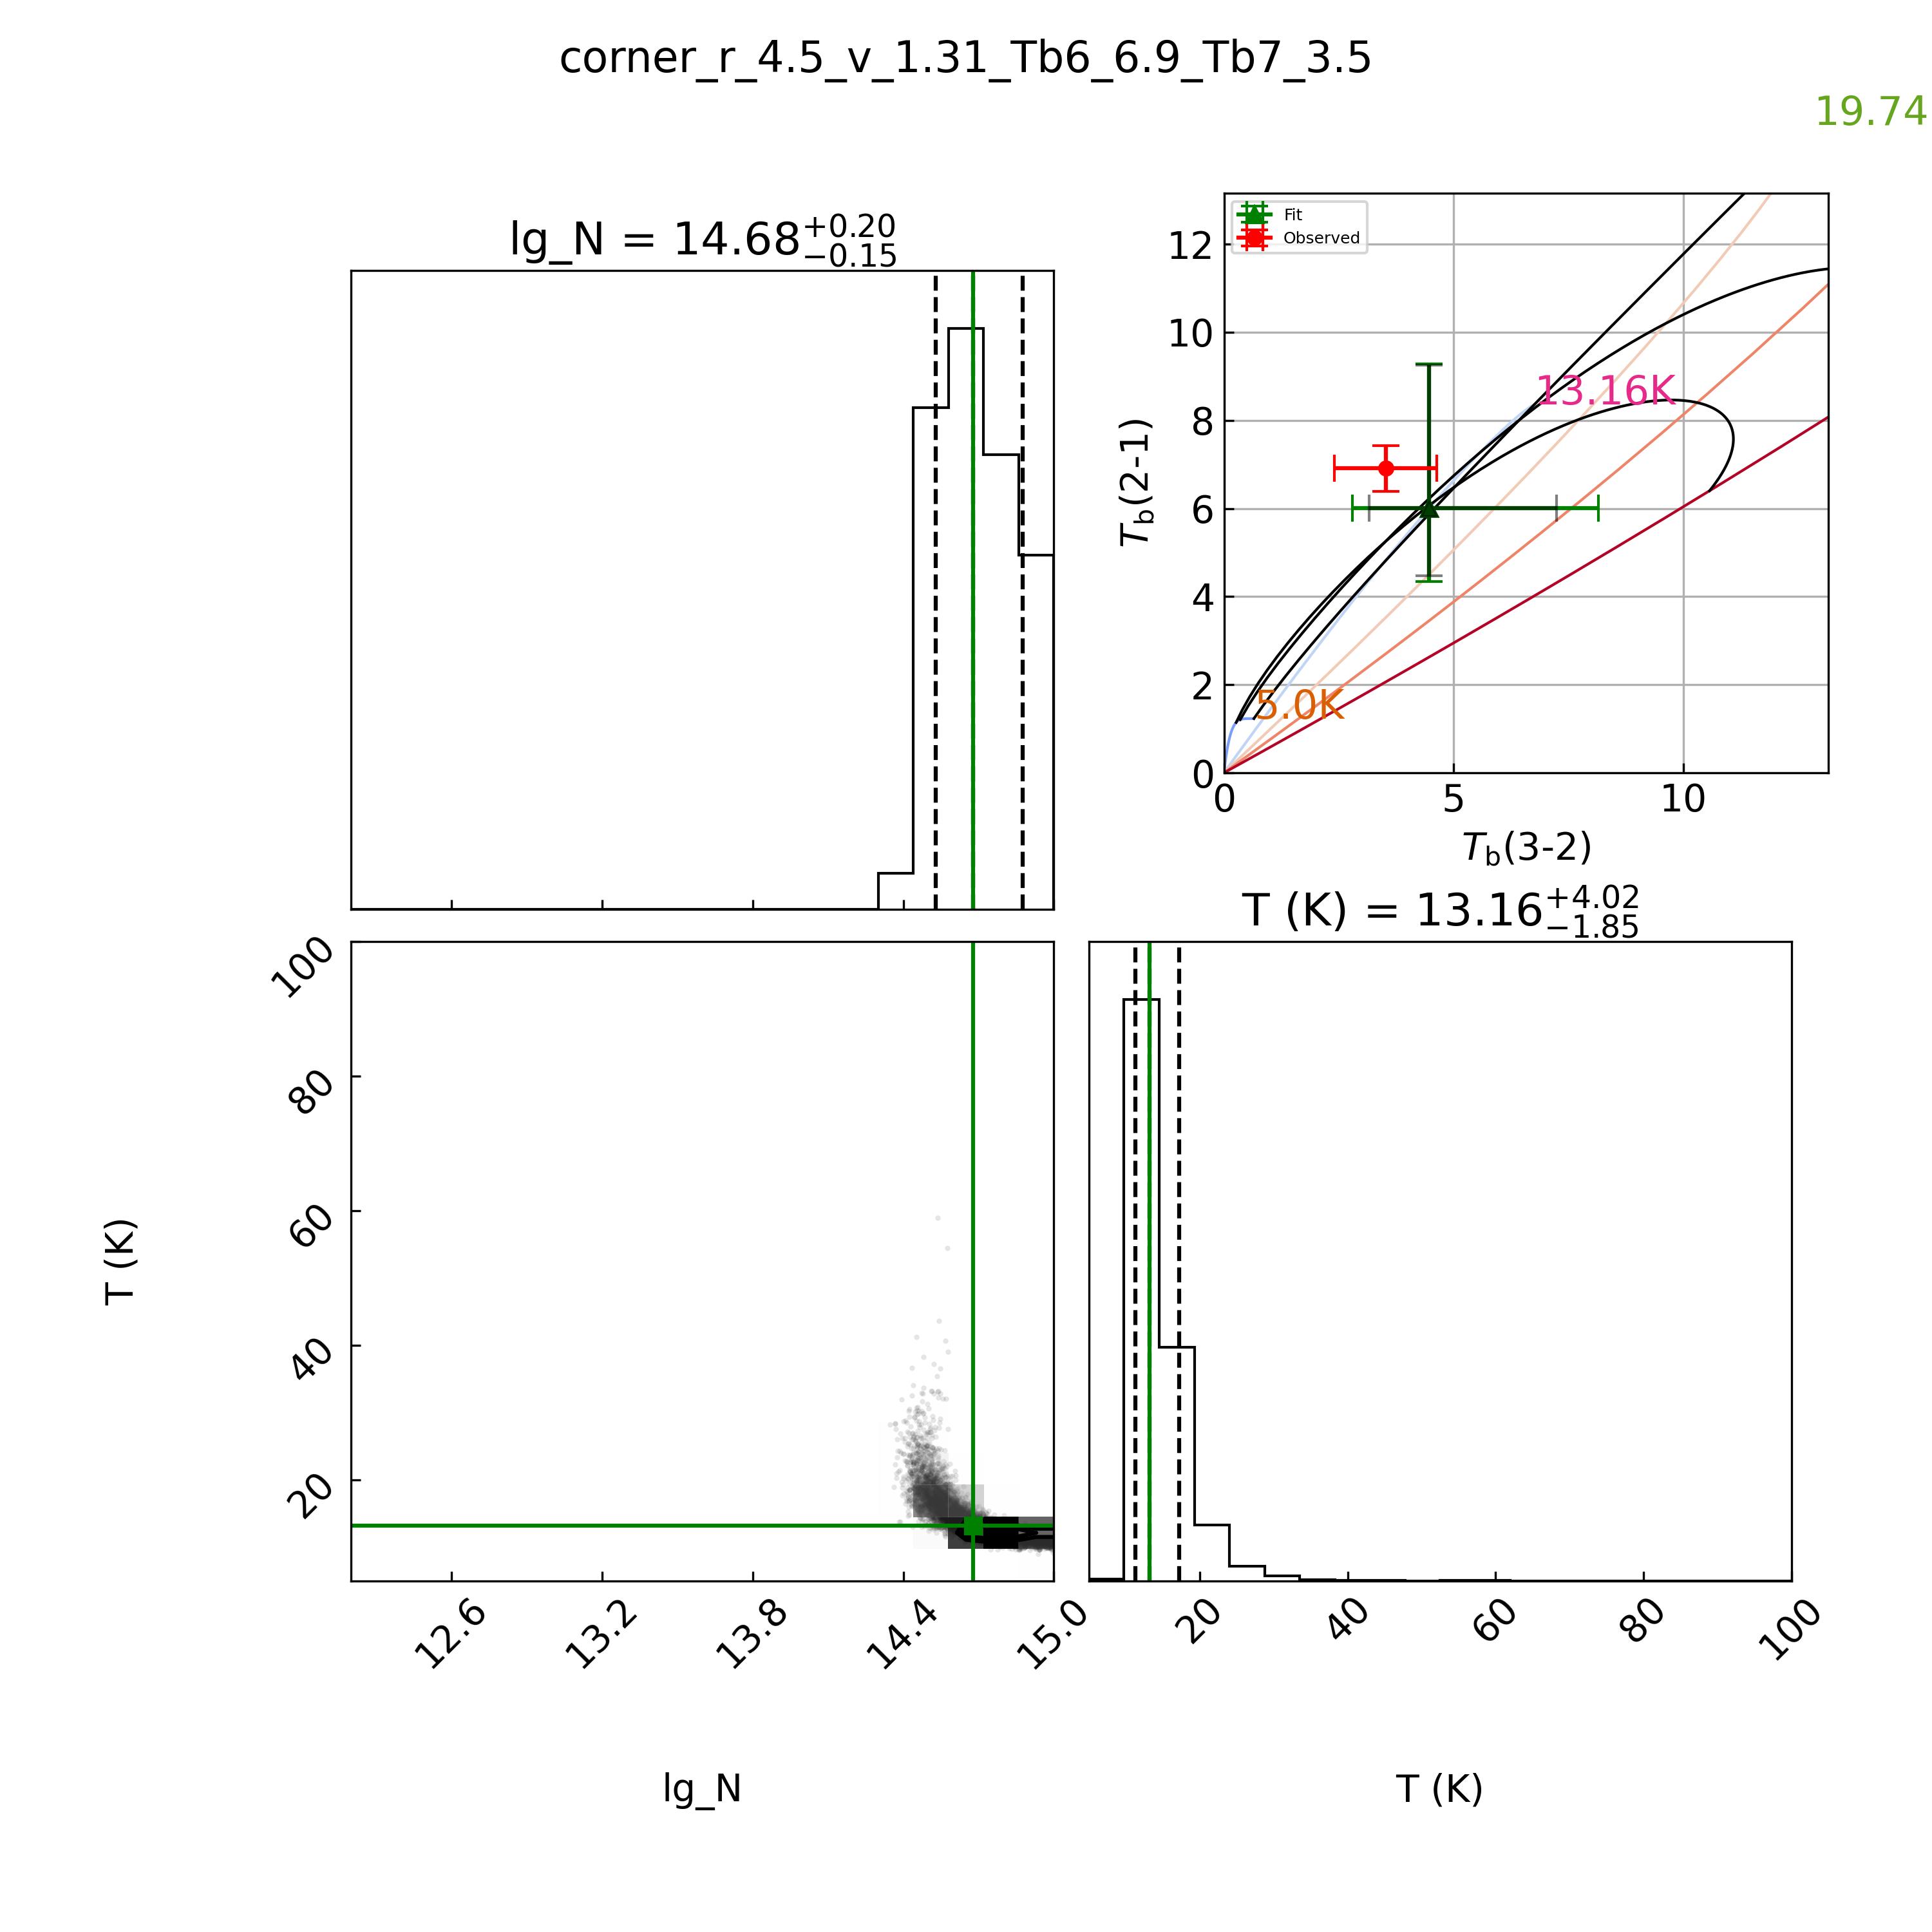 corner_r_4.5_v_1.31_Tb6_6.9_Tb7_3.5
19.74
lg_N = 14.68+0.20 −0.15
Fit
Observed
12
10
8
6
4
2
0
T_b(2-1)
13.16K
5.0K
0 5 10
T_b(3-2)
T (K) = 13.16+4.02 −1.85
100
80
60
40
20
T (K)
12.6 13.2 13.8 14.4 15.0
20 40 60 80 100
lg_N
T (K)